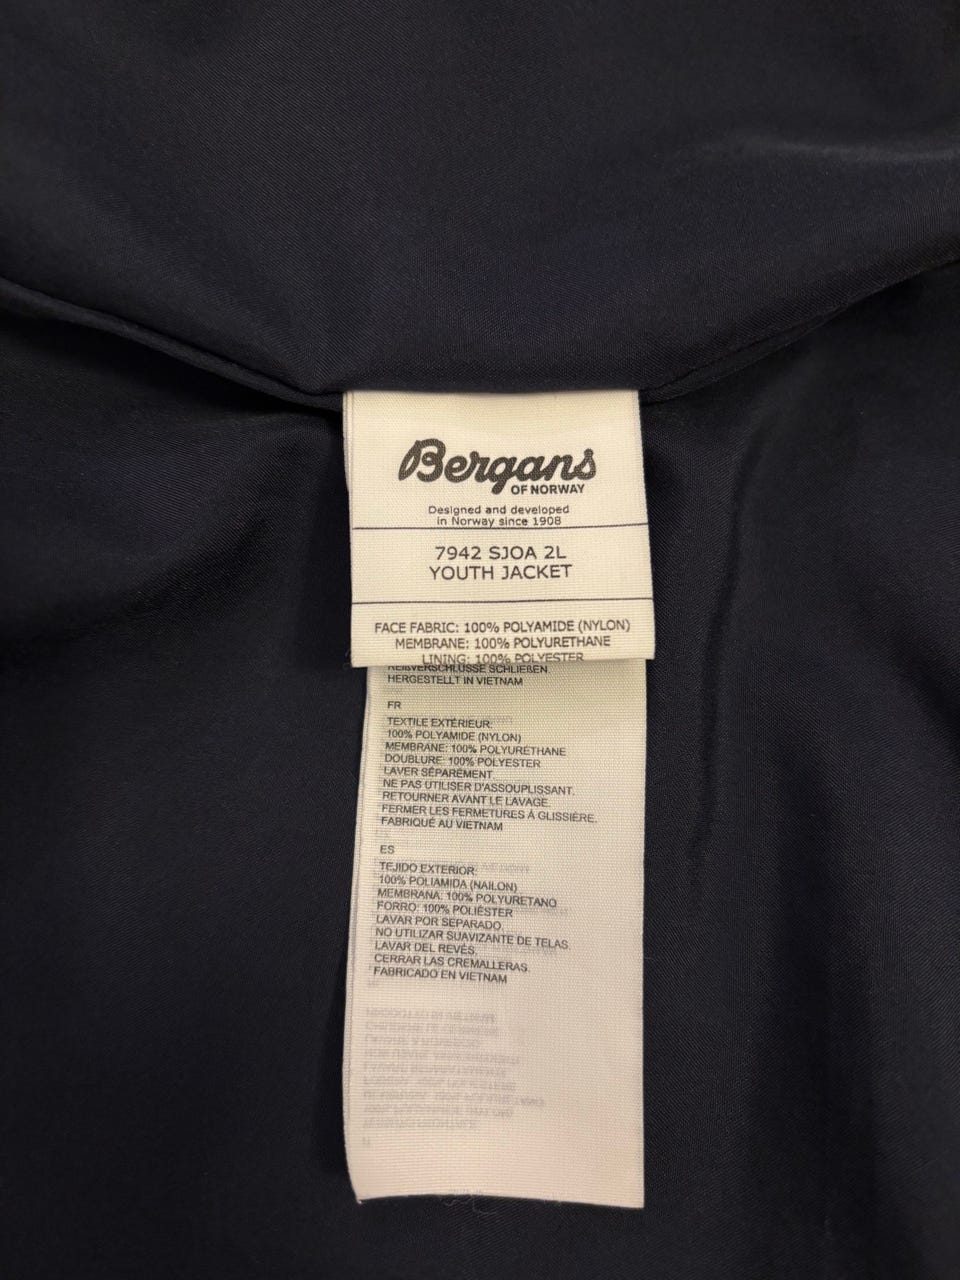 Bergans
OF NORWAY
Designed and developed
in Norway since 1908
7942 SJOA 2L
YOUTH JACKET
FACE FABRIC: 100% POLYAMIDE (NYLON)
MEMBRANE: 100% POLYURETHANE
LINING: 100% POLYESTER
REIßVERSCHLÜSSE SCHLIEßEN.
HERGESTELLT IN VIETNAM
FR
TEXTILE EXTÉRIEUR:
100% POLYAMIDE (NYLON)
MEMBRANE: 100% POLYURÉTHANE
DOUBLURE: 100% POLYESTER
LAVER SÉPARÉMENT.
NE PAS UTILISER D'ASSOUPLISSANT.
RETOURNER AVANT LE LAVAGE.
FERMER LES FERMETURES À GLISSIÈRE.
FABRIQUÉ AU VIETNAM
ES
TEJIDO EXTERIOR:
100% POLIAMIDA (NAILON)
MEMBRANA: 100% POLYURETANO
FORRO: 100% POLIÉSTER
LAVAR POR SEPARADO.
NO UTILIZAR SUAVIZANTE DE TELAS.
LAVAR DEL REVÉS.
CERRAR LAS CREMALLERAS.
FABRICADO EN VIETNAM